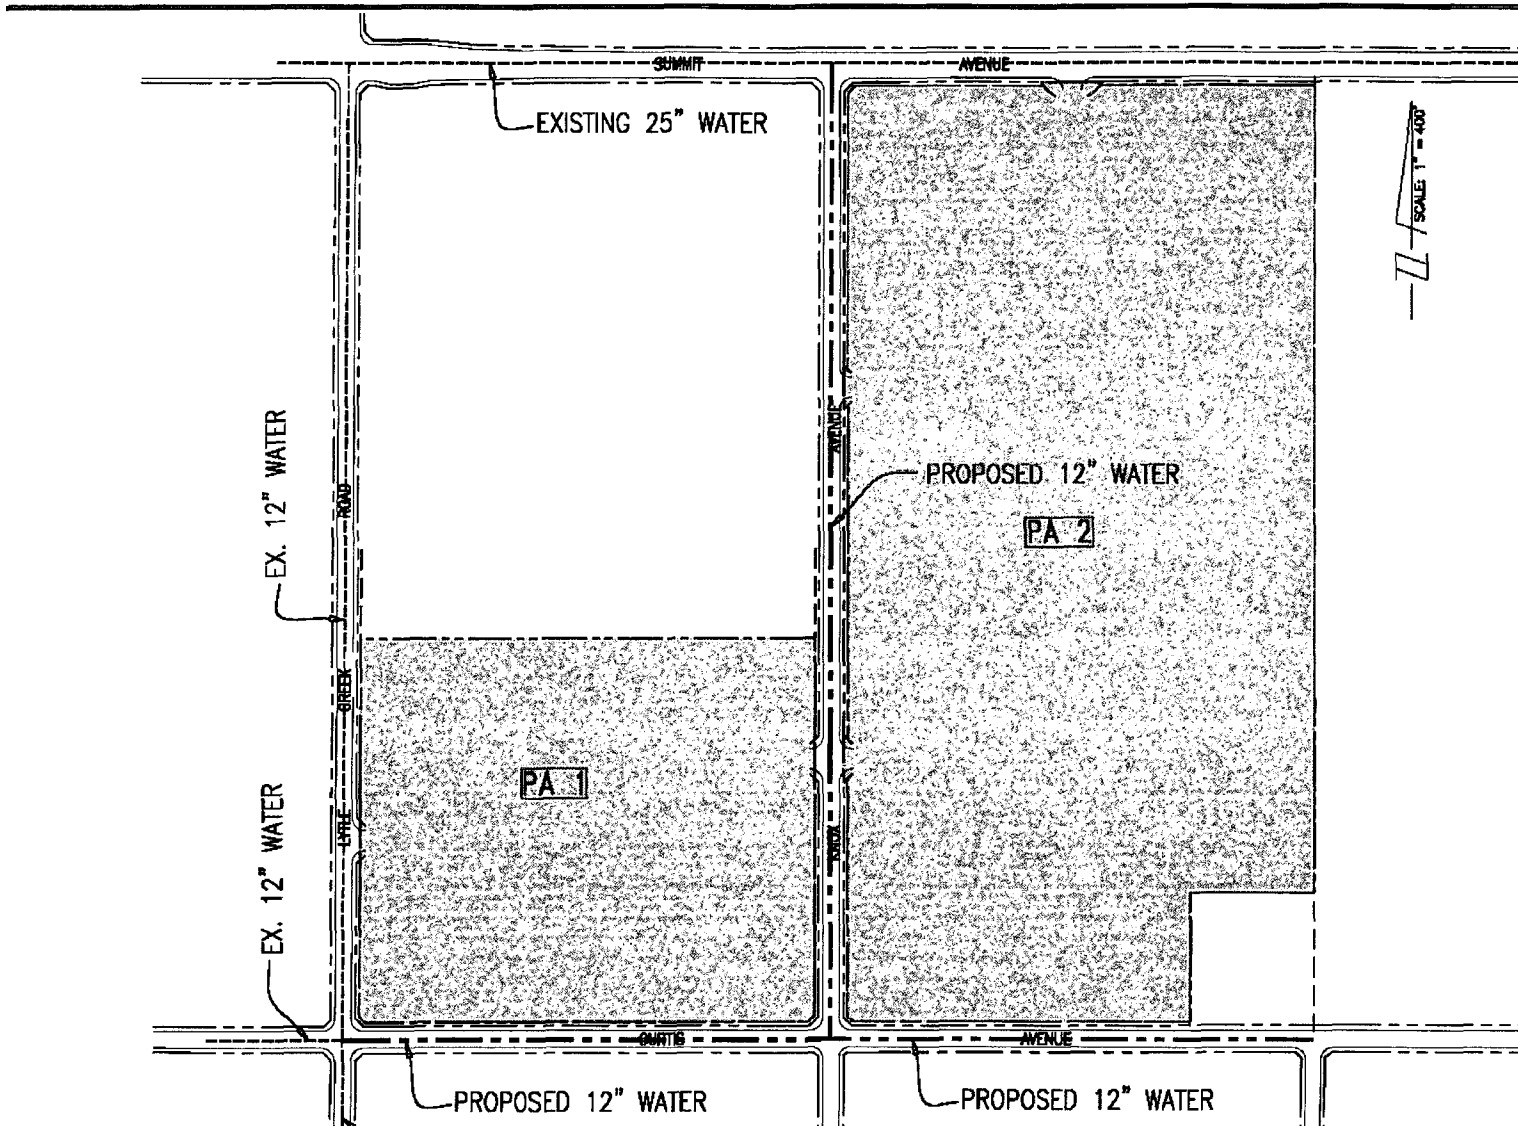 SUMMIT AVENUE
EXISTING 25" WATER
SCALE: 1" = 400'
EX. 12" WATER
ROAD
AVENUE
PROPOSED 12" WATER
PA 2
CREEK
PA 1
EX. 12" WATER
LYTLE
KNOX
CURTIS AVENUE
PROPOSED 12" WATER
PROPOSED 12" WATER